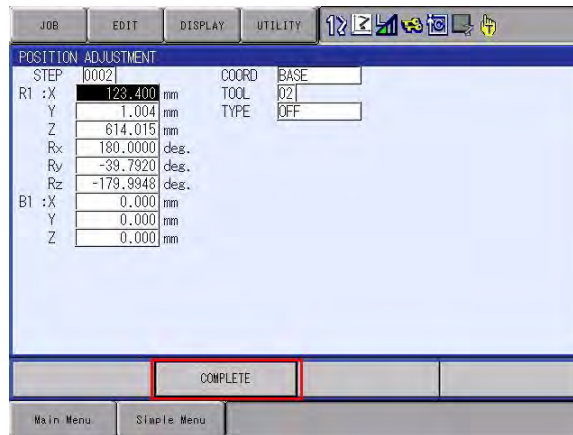 JOB EDIT DISPLAY UTILITY
POSITION ADJUSTMENT
STEP 0002 COORD BASE
R1 :X 123.400 mm TOOL 02
Y 1.004 mm TYPE OFF
Z 614.015 mm
Rx 180.0000 deg.
Ry -39.7920 deg.
Rz -179.9948 deg.
B1 :X 0.000 mm
Y 0.000 mm
Z 0.000 mm
COMPLETE
Main Menu Simple Menu